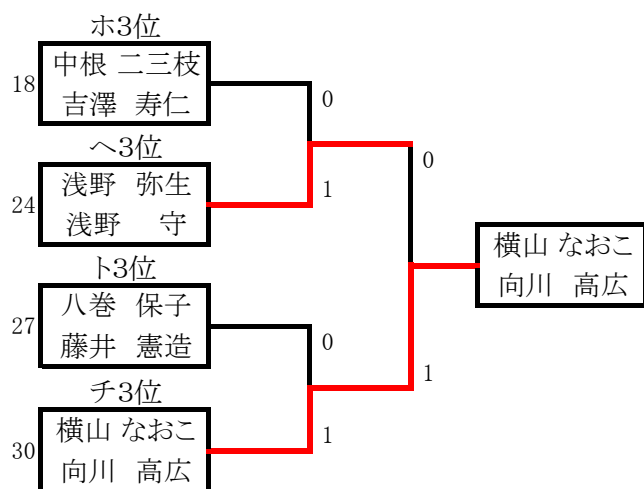 ホ3位
18
中根 二三枝
吉澤 寿仁
0
ヘ3位
24
浅野 弥生
浅野 守
1
0
横山 なおこ
向川 高広
ト3位
27
八巻 保子
藤井 憲造
0
1
チ3位
30
横山 なおこ
向川 高広
1